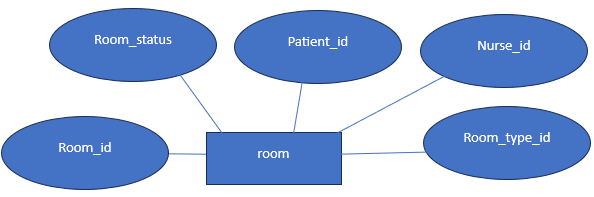 Room_status
Patient_id
Nurse_id
Room_id
room
Room_type_id